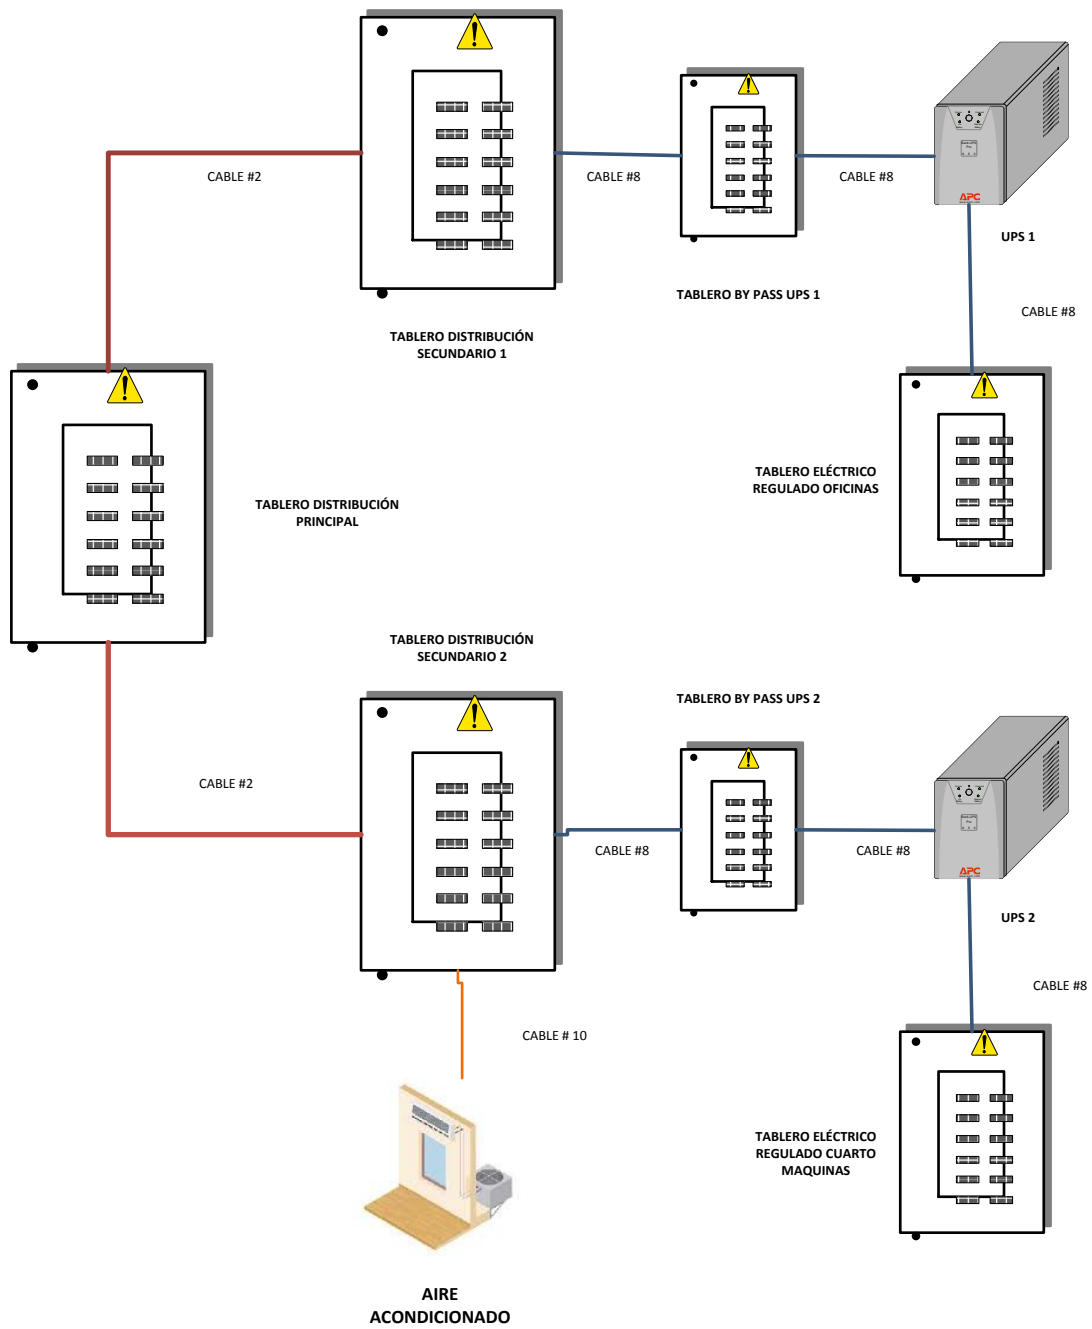 CABLE #2
CABLE #8
CABLE #8
APC
UPS 1
TABLERO BY PASS UPS 1
CABLE #8
TABLERO DISTRIBUCIÓN
SECUNDARIO 1
TABLERO ELÉCTRICO
REGULADO OFICINAS
TABLERO DISTRIBUCIÓN
PRINCIPAL
TABLERO DISTRIBUCIÓN
SECUNDARIO 2
TABLERO BY PASS UPS 2
CABLE #2
CABLE #8
CABLE #8
APC
UPS 2
CABLE #8
CABLE # 10
TABLERO ELÉCTRICO
REGULADO CUARTO
MAQUINAS
AIRE
ACONDICIONADO